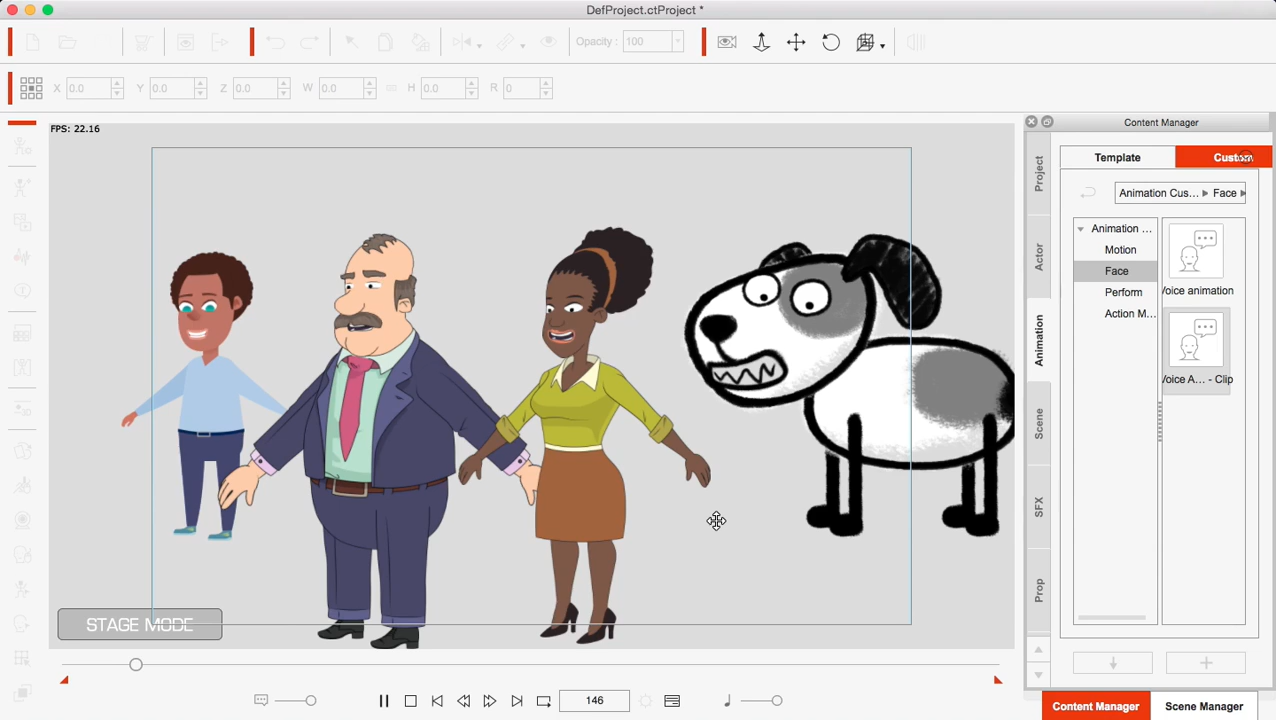 DefProject.ctProject *
Opacity : 100
X 0.0 Y 0.0 Z 0.0 W 0.0 H 0.0 R 0
FPS: 22.16
STAGE MODE
146
Content Manager
Project
Actor
Animation
Scene
SFX
Prop
Template Custom
Animation Cus... Face
Animation ...
Motion
Face
Perform
Action M...
Voice animation
Voice A... - Clip
Content Manager Scene Manager